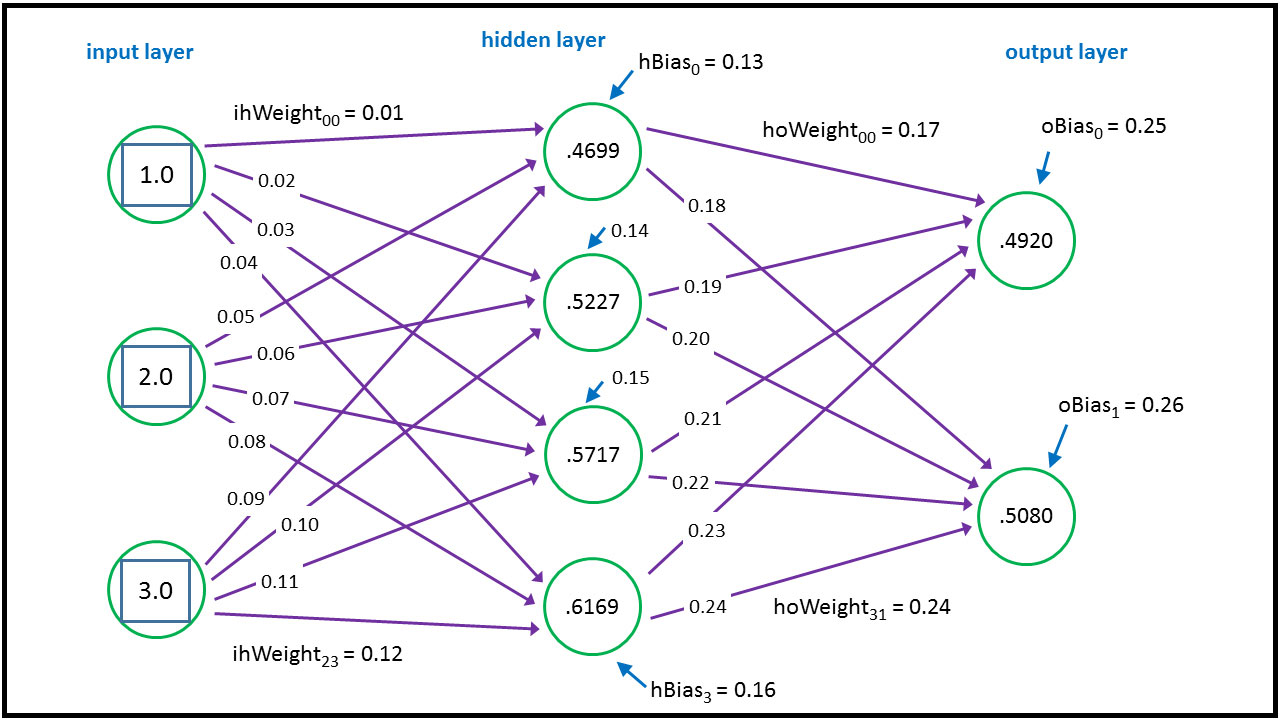 input layer
hidden layer
output layer
hBias0 = 0.13
ihWeight00 = 0.01
hoWeight00 = 0.17
oBias0 = 0.25
1.0
.4699
0.02
0.03
0.04
0.18
0.14
.4920
0.05
0.06
.5227
0.19
0.20
2.0
0.07
0.08
0.15
0.21
oBias1 = 0.26
.5717
0.22
0.09
0.10
0.23
.5080
3.0
0.11
.6169
0.24
hoWeight31 = 0.24
ihWeight23 = 0.12
hBias3 = 0.16